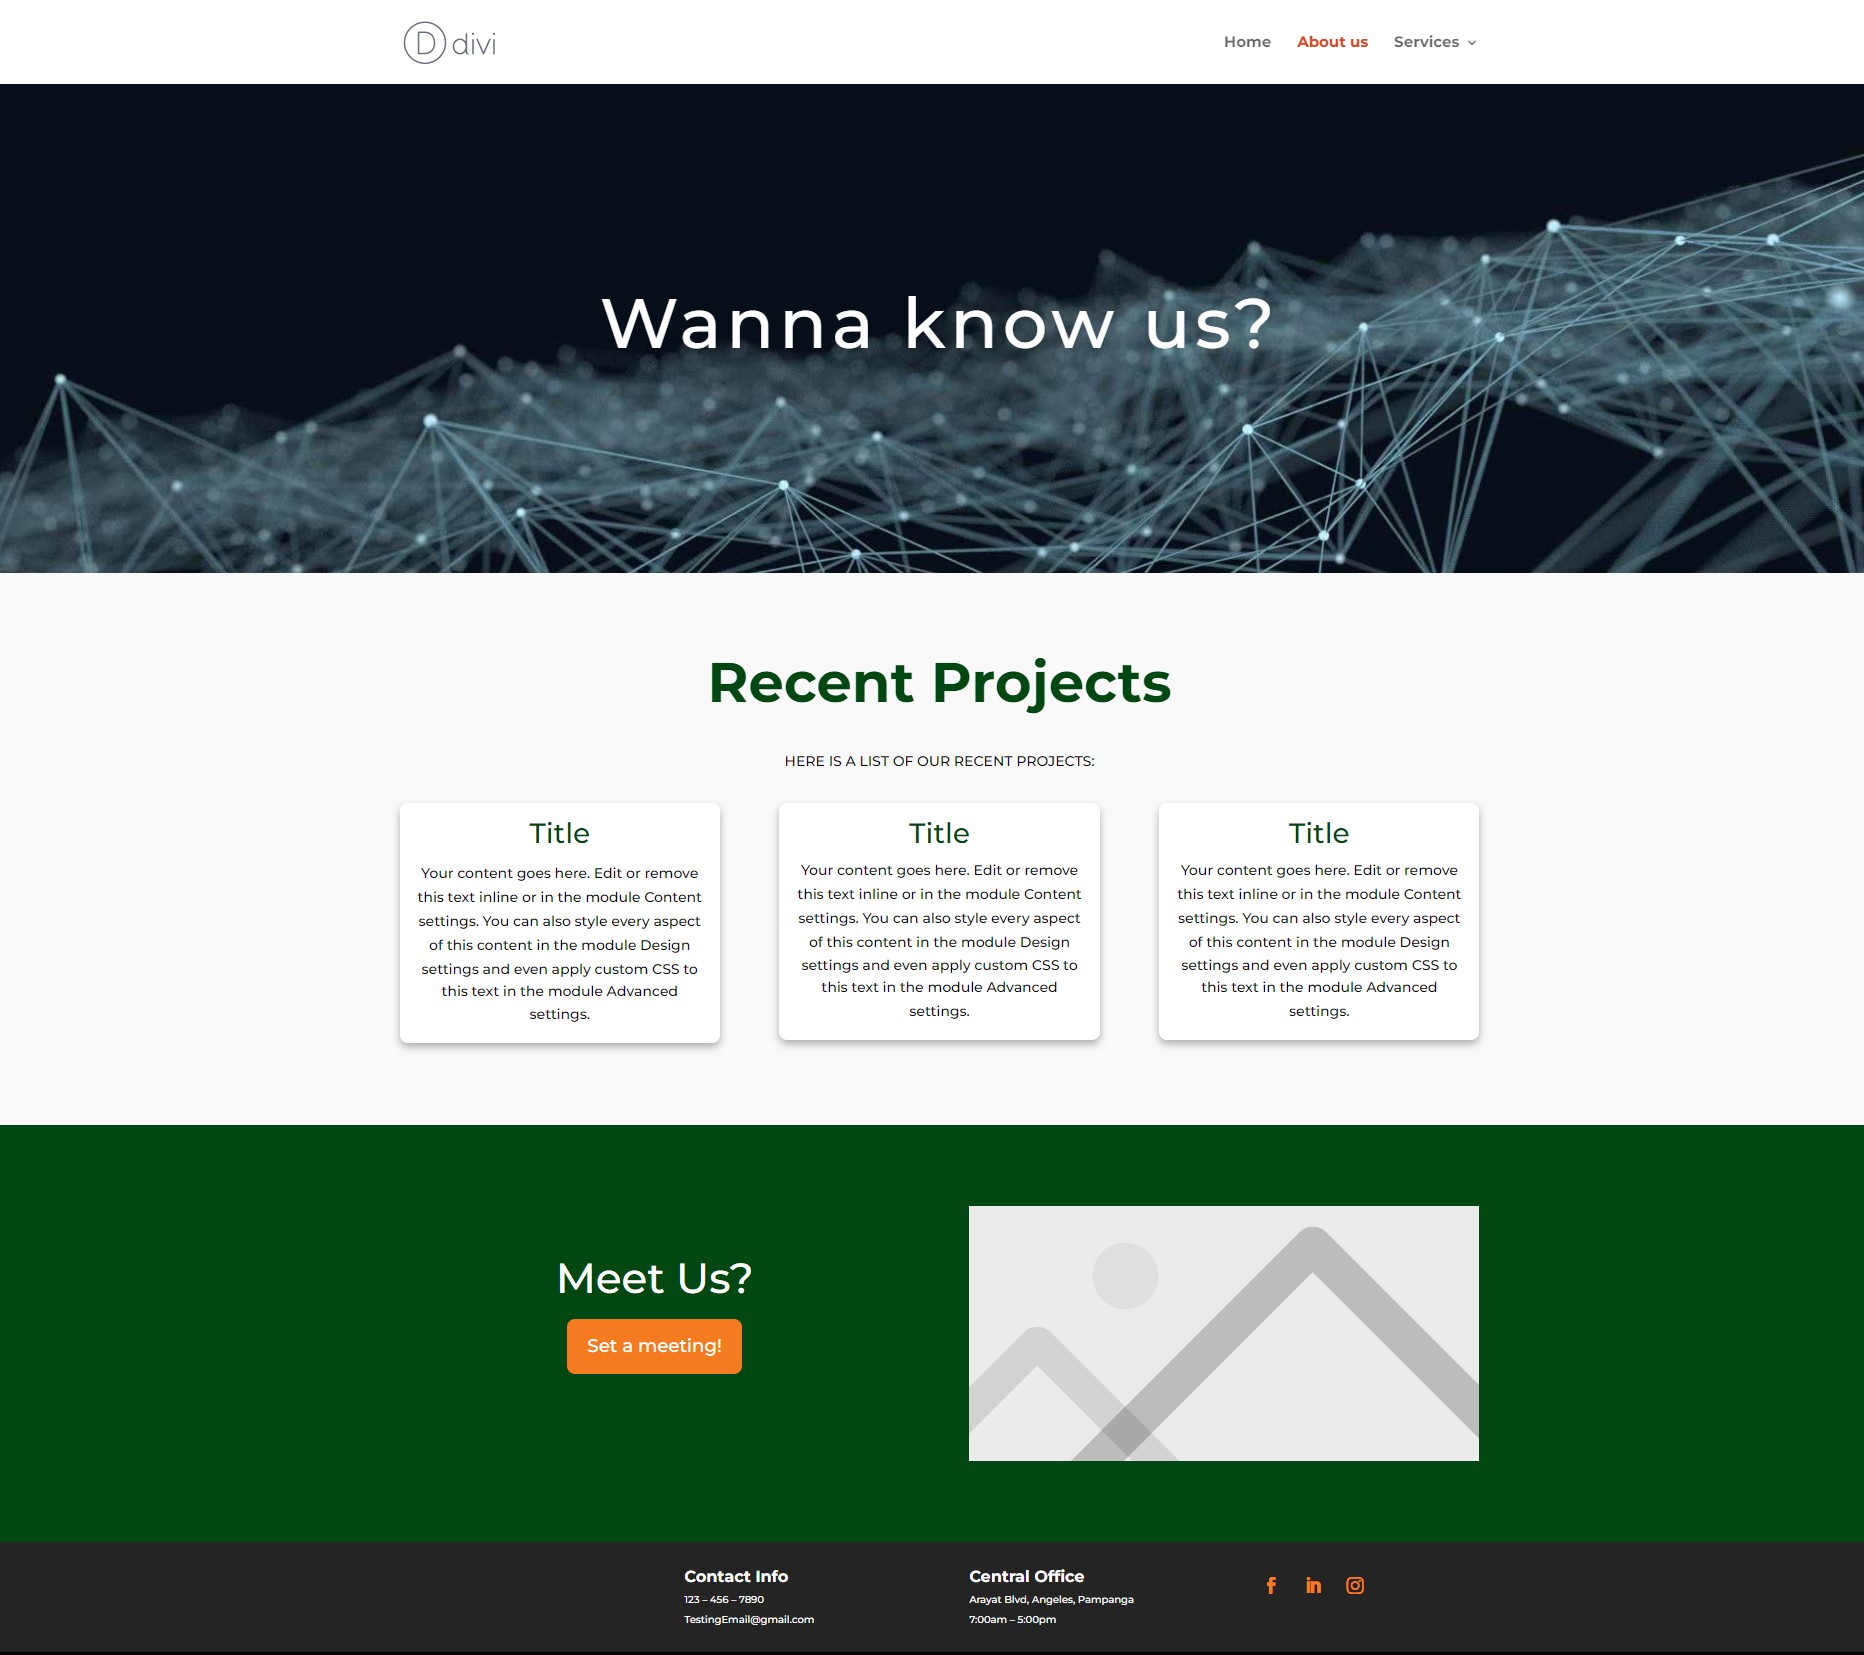 D divi
Home About us Services
Wanna know us?
Recent Projects
HERE IS A LIST OF OUR RECENT PROJECTS:
Title
Your content goes here. Edit or remove
this text inline or in the module Content
settings. You can also style every aspect
of this content in the module Design
settings and even apply custom CSS to
this text in the module Advanced
settings.
Title
Your content goes here. Edit or remove
this text inline or in the module Content
settings. You can also style every aspect
of this content in the module Design
settings and even apply custom CSS to
this text in the module Advanced
settings.
Title
Your content goes here. Edit or remove
this text inline or in the module Content
settings. You can also style every aspect
of this content in the module Design
settings and even apply custom CSS to
this text in the module Advanced
settings.
Meet Us?
Set a meeting!
Contact Info
123 – 456 – 7890
TestingEmail@gmail.com
Central Office
Arayat Blvd, Angeles, Pampanga
7:00am – 5:00pm